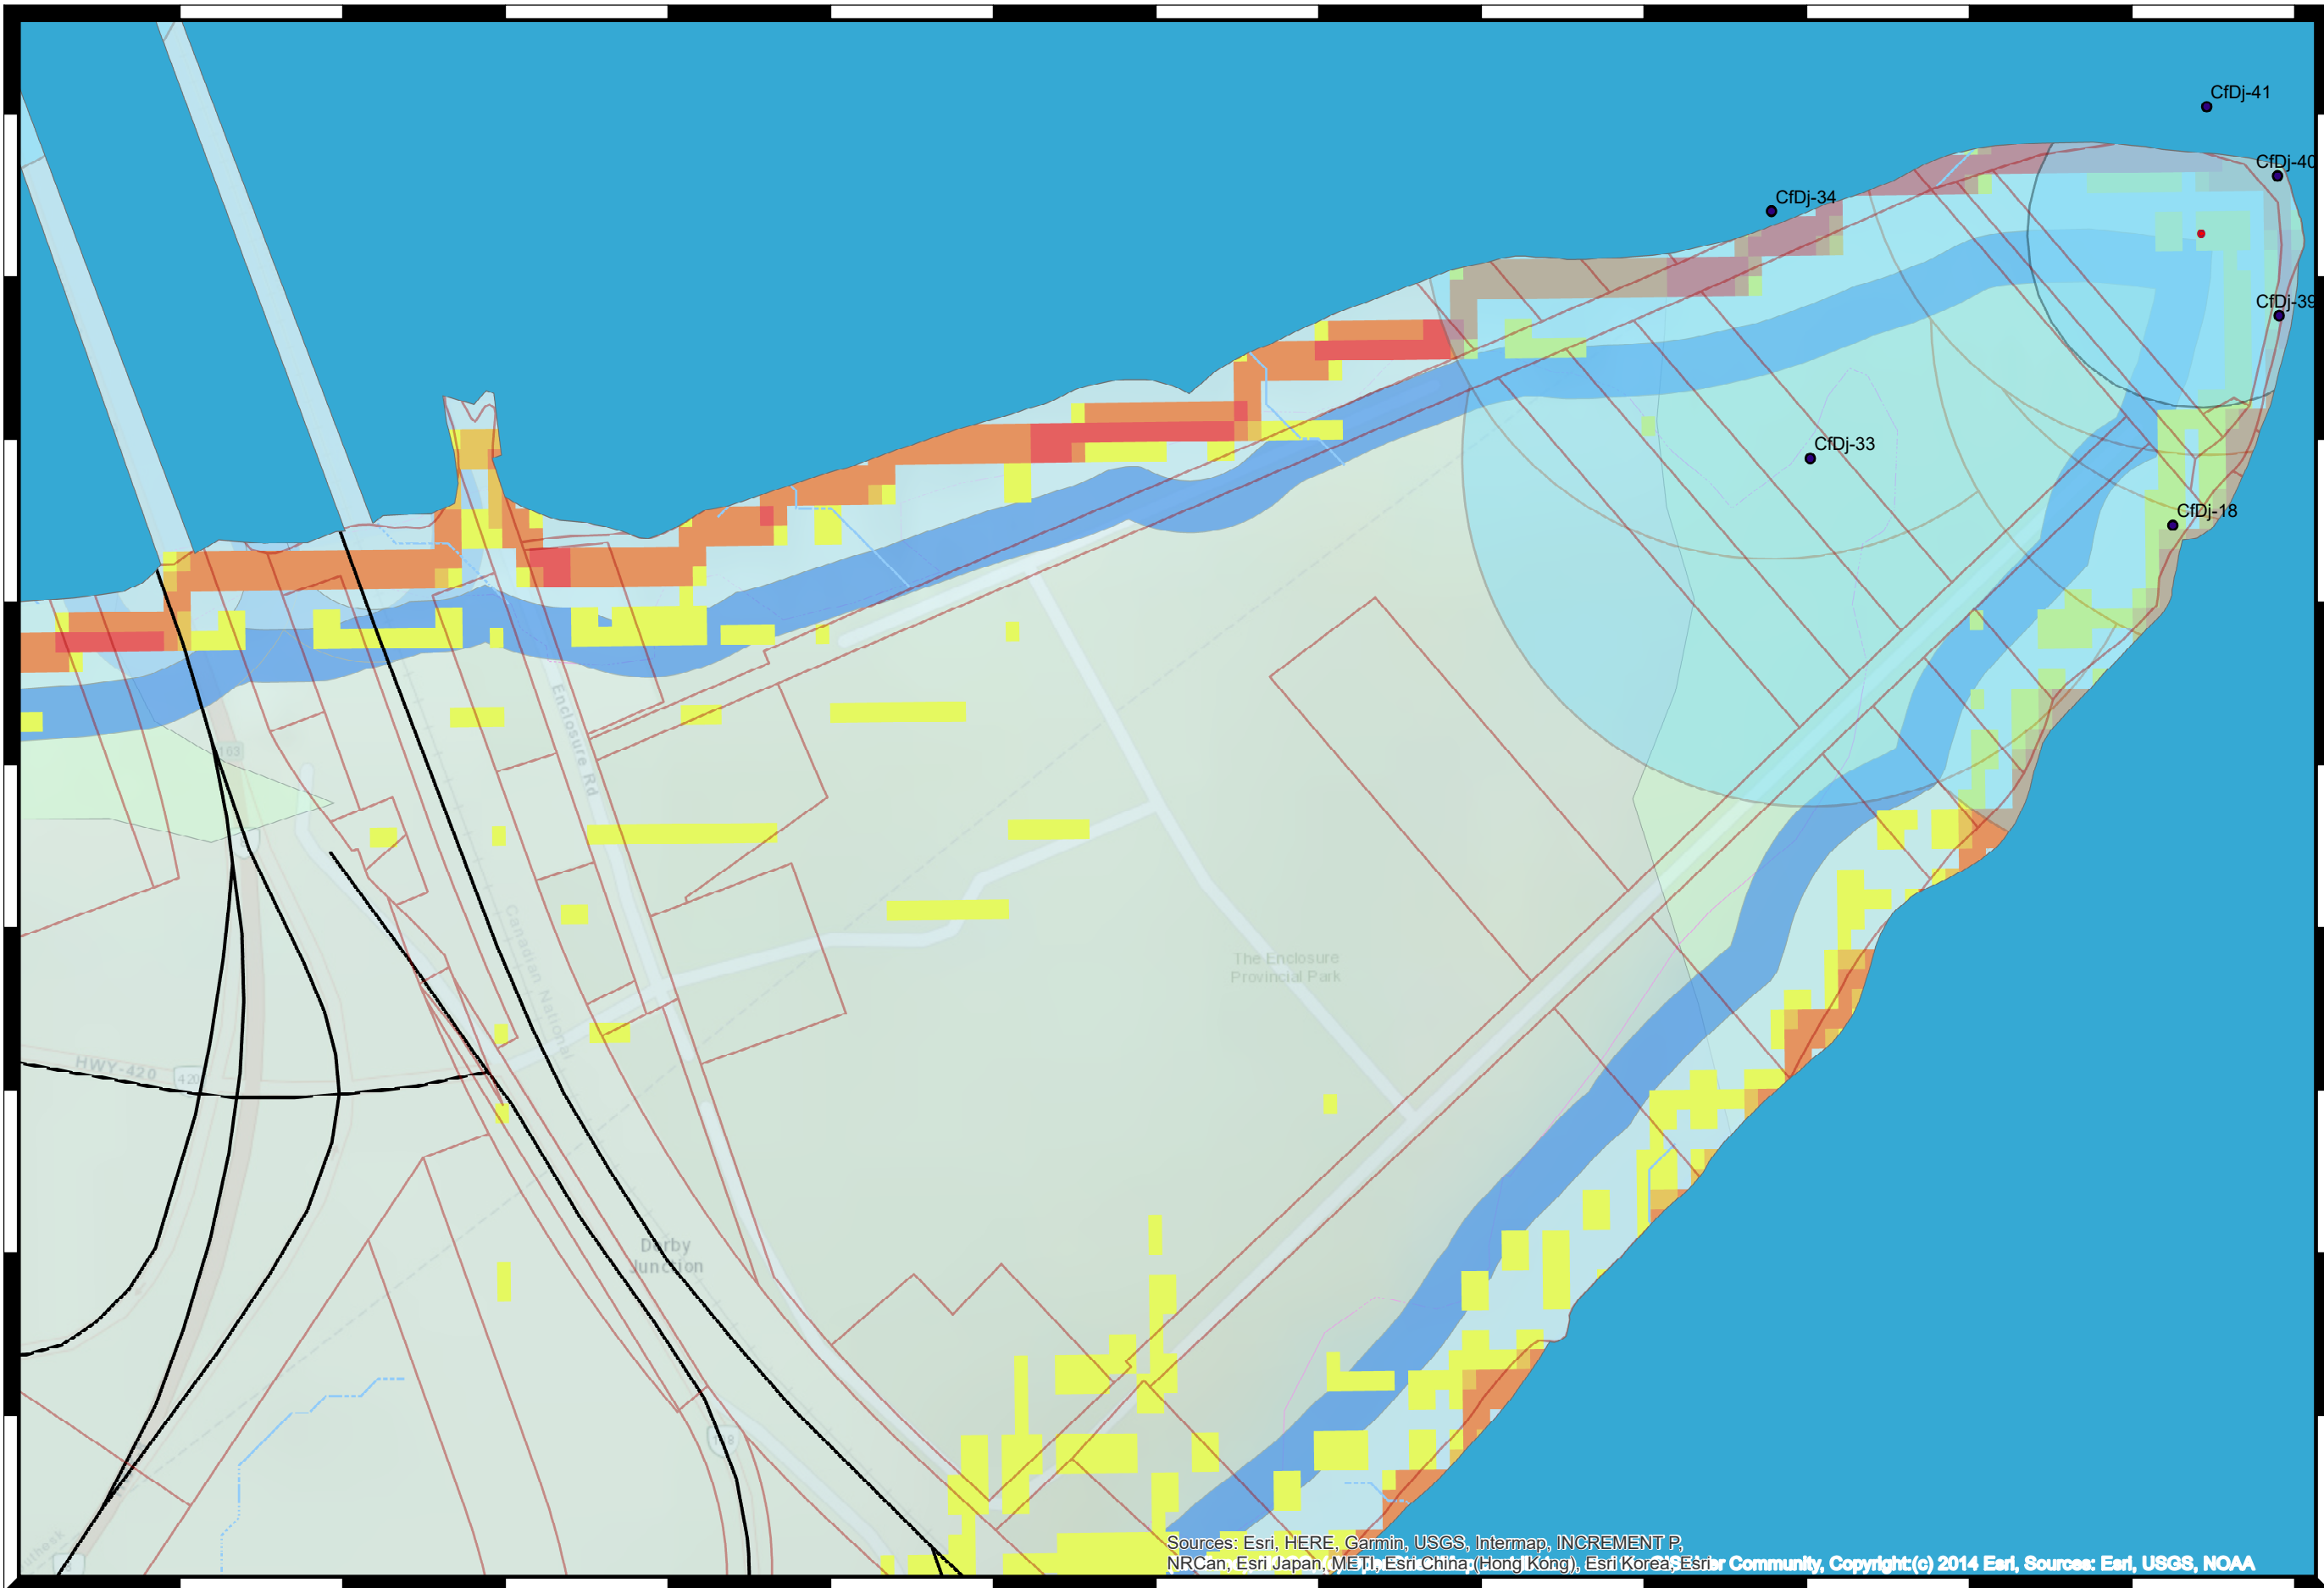 CfDj-41
CfDj-40
CfDj-34
CfDj-39
CfDj-33
CfDj-18
Enclosure Rd
163
Canadian National
The Enclosure
Provincial Park
HWY-420
420
Derby
Junction
Sources: Esri, HERE, Garmin, USGS, Intermap, INCREMENT P,
NRCan, Esri Japan, METI, Esri China (Hong Kong), Esri Korea, Esri
Community, Copyright:(c) 2014 Esri, Sources: Esri, USGS, NOAA